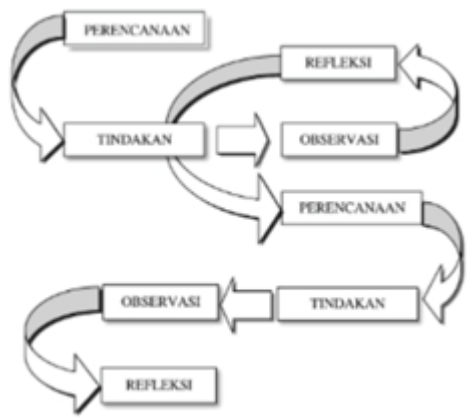 PERENCANAAN
REFLEKSI
TINDAKAN
OBSERVASI
PERENCANAAN
OBSERVASI
TINDAKAN
REFLEKSI